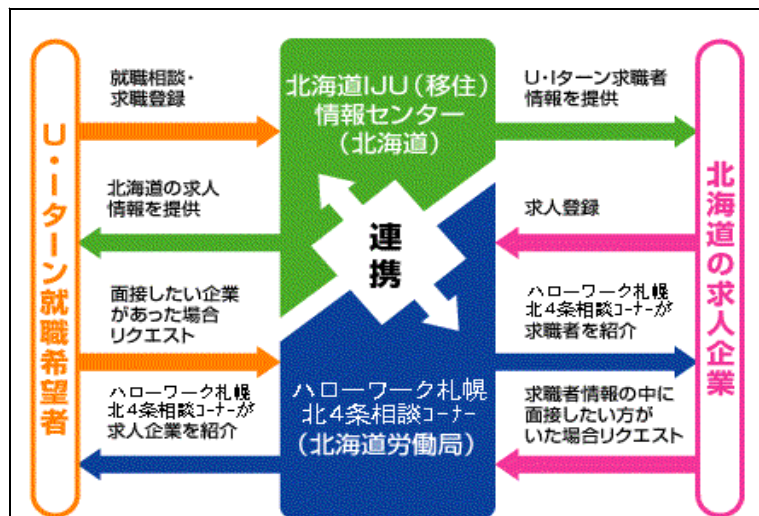 U・Iターン就職希望者
就職相談・
求職登録
北海道の求人
情報を提供
面接したい企業
があった場合
リクエスト
ハローワーク札幌
北4条相談コーナーが
求人企業を紹介
北海道IJU(移住)
情報センター
(北海道)
連携
ハローワーク札幌
北4条相談コーナー
(北海道労働局)
U・Iターン求職者
情報を提供
求人登録
ハローワーク札幌
北4条相談コーナーが
求職者を紹介
求職者情報の中に
面接したい方が
いた場合リクエスト
北海道の求人企業